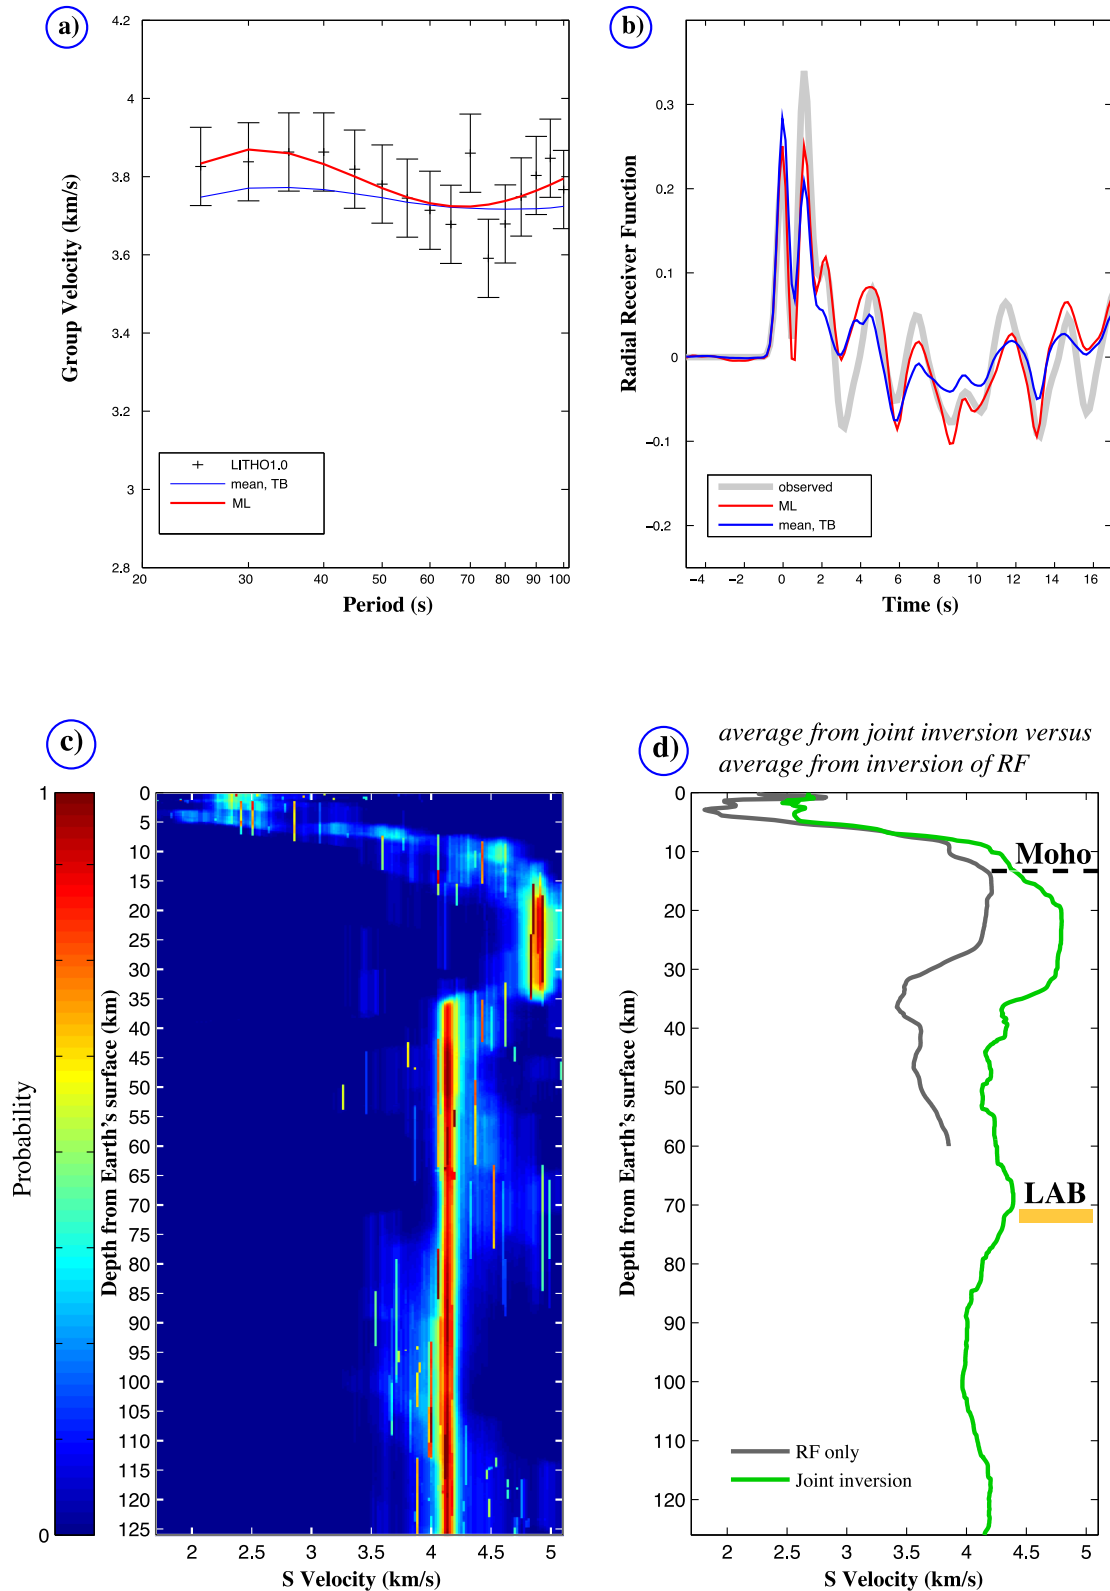 a)
4.2
4
3.8
3.6
3.4
3.2
3
2.8
Group Velocity (km/s)
LITHO1.0
mean, TB
ML
20 30 40 50 60 70 80 90 100
Period (s)
b)
0.3
0.2
0.1
0
−0.1
−0.2
Radial Receiver Function
observed
ML
mean, TB
−4 −2 0 2 4 6 8 10 12 14 16
Time (s)
c)
1
0
Probability
0
5
10
15
20
25
30
35
40
45
50
55
60
65
70
75
80
85
90
95
100
105
110
115
120
125
Depth from Earth's surface (km)
2 2.5 3 3.5 4 4.5 5
S Velocity (km/s)
d)
average from joint inversion versus
average from inversion of RF
0
10
20
30
40
50
60
70
80
90
100
110
120
Depth from Earth's surface (km)
Moho
LAB
RF only
Joint inversion
2 2.5 3 3.5 4 4.5 5
S Velocity (km/s)